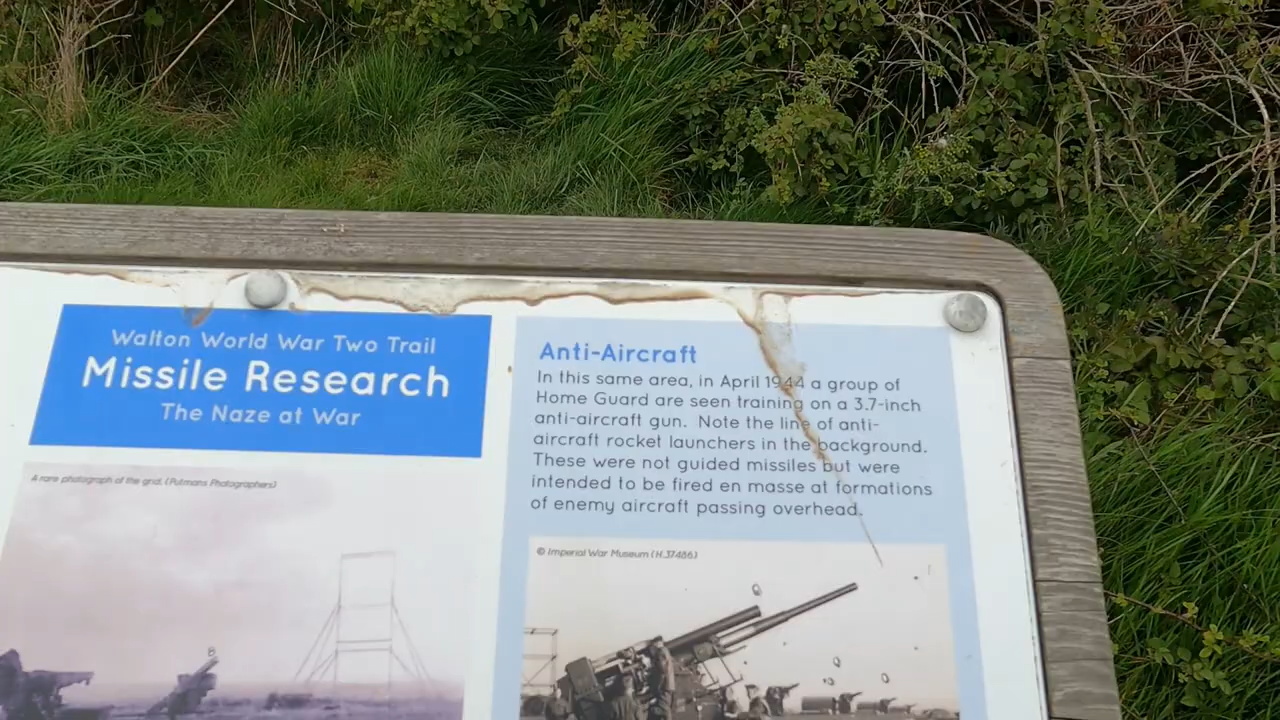 Walton World War Two Trail
Missile Research
The Naze at War
A rare photograph of the grid. (Putmans Photographers)
Anti-Aircraft
In this same area, in April 1944 a group of
Home Guard are seen training on a 3.7-inch
anti-aircraft gun. Note the line of anti-
aircraft rocket launchers in the background.
These were not guided missiles but were
intended to be fired en masse at formations
of enemy aircraft passing overhead.
© Imperial War Museum (H.37486)